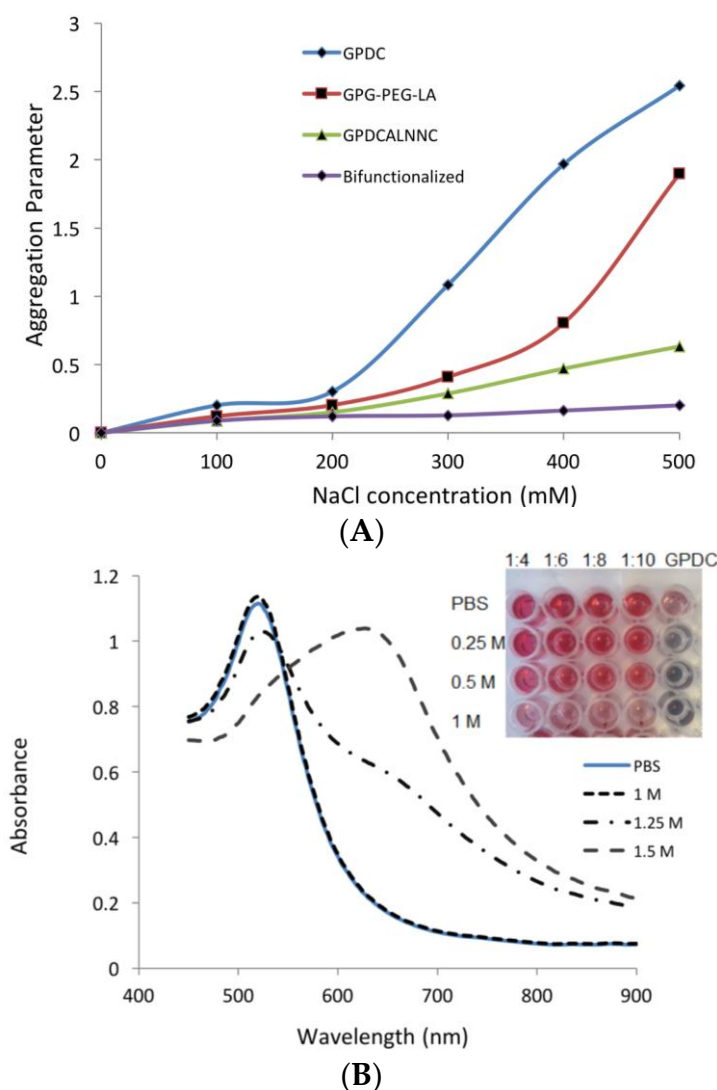 3
2.5
2
1.5
1
0.5
0
Aggregation Parameter
GPDC
GPG-PEG-LA
GPDCALNNC
Bifunctionalized
0 100 200 300 400 500
NaCl concentration (mM)
(A)
1.2
1
0.8
0.6
0.4
0.2
0
Absorbance
1:4 1:6 1:8 1:10 GPDC
PBS
0.25 M
0.5 M
1 M
PBS
1 M
1.25 M
1.5 M
400 500 600 700 800 900
Wavelength (nm)
(B)